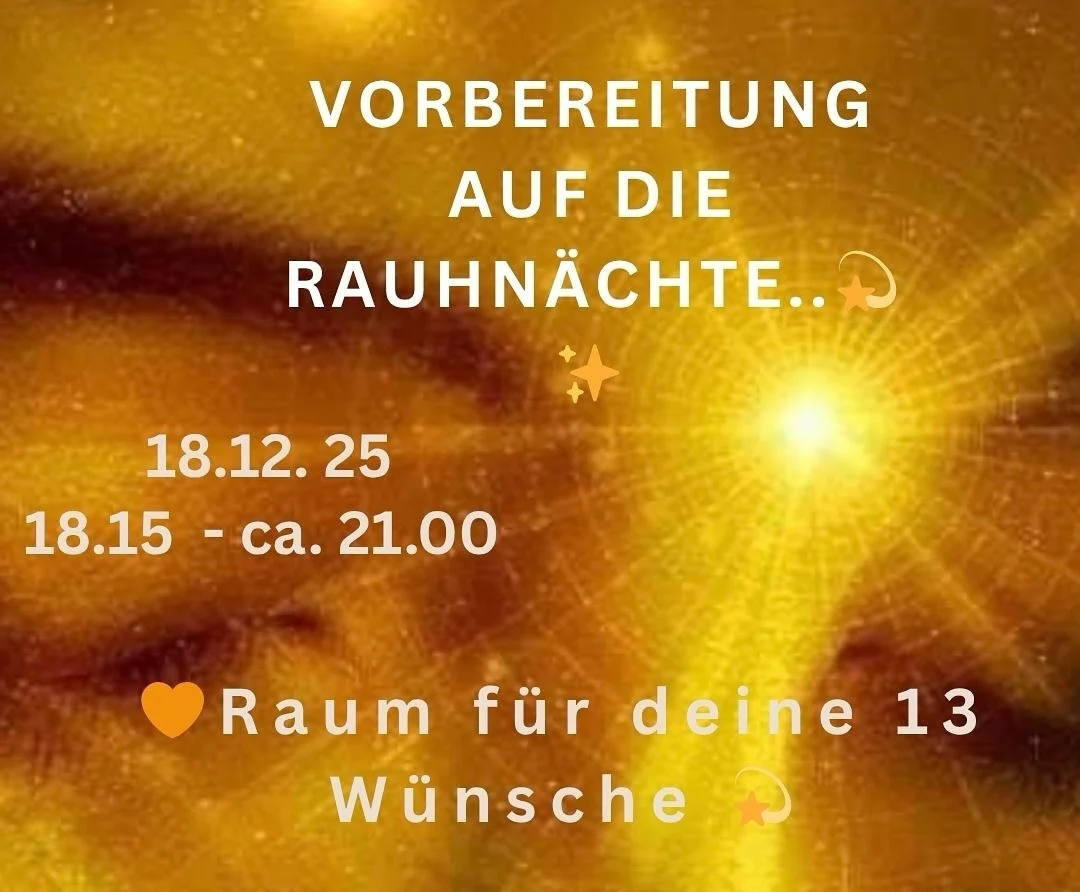 VORBEREITUNG
AUF DIE
RAUHNÄCHTE..💫
✨
18.12. 25
18.15 - ca. 21.00
🧡Raum für deine 13
Wünsche 💫